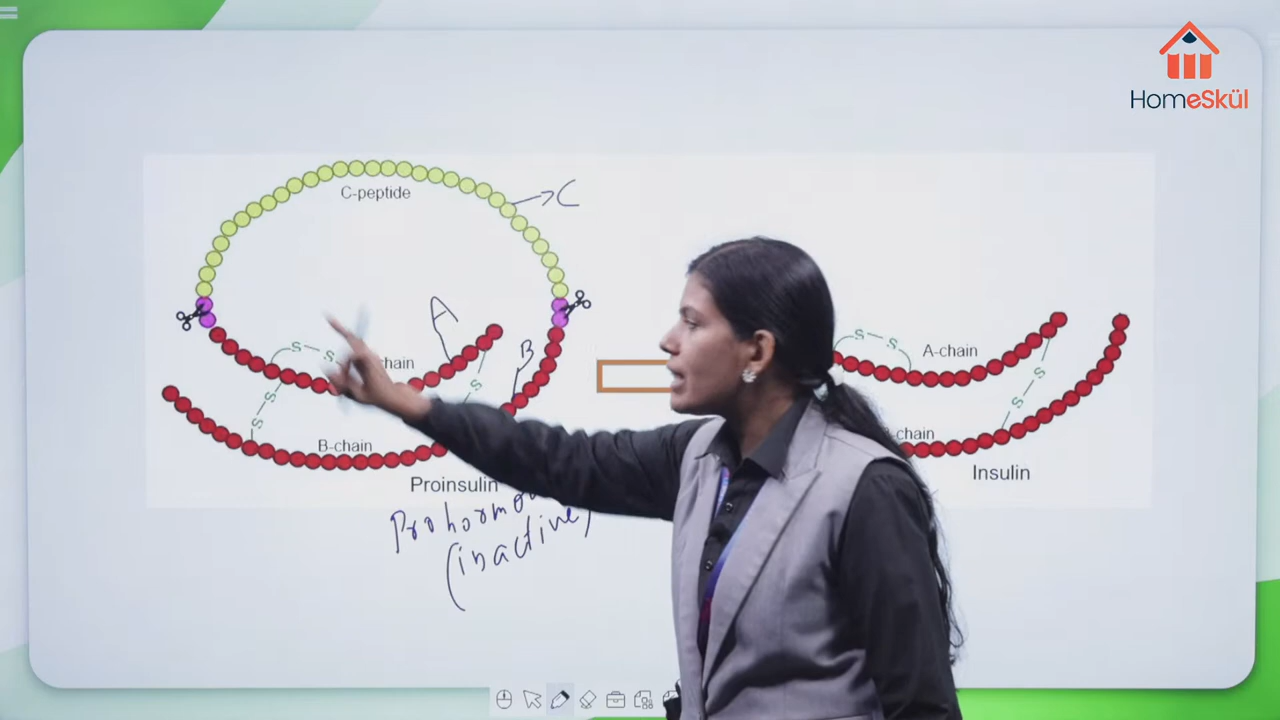 HomeSkül
C-peptide
C
A
S-S
chain
S-S
A-chain
B
S
S-S
S-S
B-chain
chain
Proinsulin
Insulin
(inactive)